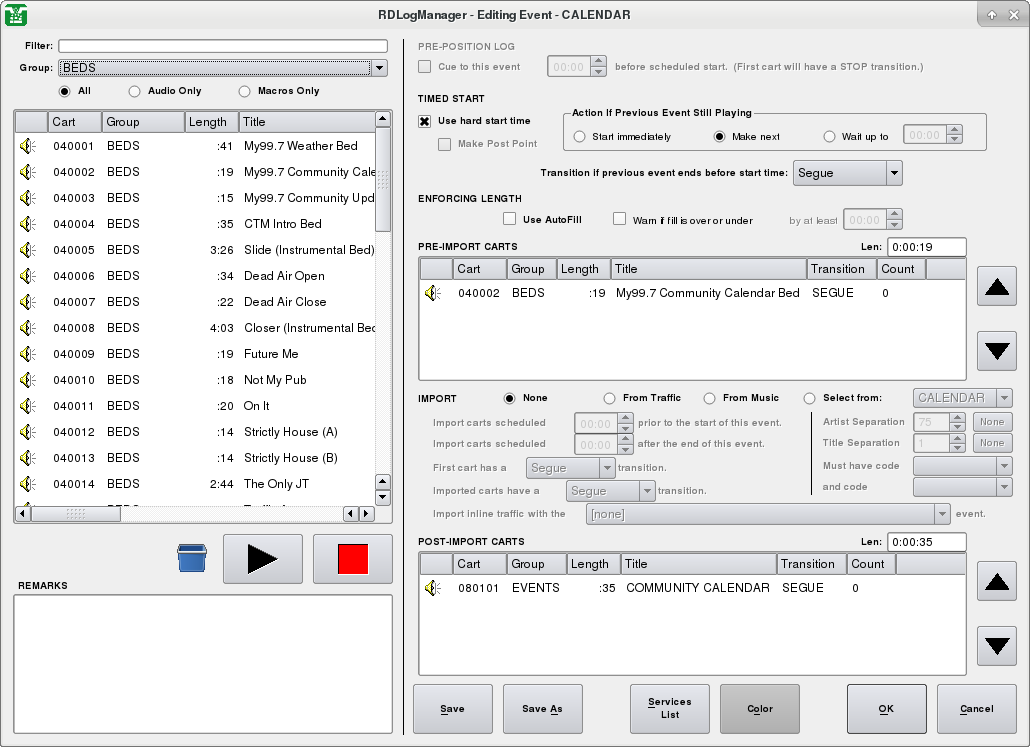 RDLogManager - Editing Event - CALENDAR
Filter:
Group: BEDS
All Audio Only Macros Only
Cart Group Length Title
040001 BEDS :41 My99.7 Weather Bed
040002 BEDS :19 My99.7 Community Cale
040003 BEDS :15 My99.7 Community Upd
040004 BEDS :35 CTM Intro Bed
040005 BEDS 3:26 Slide (Instrumental Bed)
040006 BEDS :34 Dead Air Open
040007 BEDS :22 Dead Air Close
040008 BEDS 4:03 Closer (Instrumental Bed
040009 BEDS :19 Future Me
040010 BEDS :18 Not My Pub
040011 BEDS :20 On It
040012 BEDS :14 Strictly House (A)
040013 BEDS :14 Strictly House (B)
040014 BEDS 2:44 The Only JT
REMARKS
PRE-POSITION LOG
Cue to this event 00:00 before scheduled start. (First cart will have a STOP transition.)
TIMED START
Use hard start time
Make Post Point
Action If Previous Event Still Playing
Start immediately Make next Wait up to 00:00
Transition if previous event ends before start time: Segue
ENFORCING LENGTH
Use AutoFill Warn if fill is over or under by at least 00:00
PRE-IMPORT CARTS Len: 0:00:19
Cart Group Length Title Transition Count
040002 BEDS :19 My99.7 Community Calendar Bed SEGUE 0
IMPORT None From Traffic From Music Select from: CALENDAR
Import carts scheduled 00:00 prior to the start of this event.
Import carts scheduled 00:00 after the end of this event.
First cart has a Segue transition.
Imported carts have a Segue transition.
Import inline traffic with the [none] event.
Artist Separation 75 None
Title Separation 1 None
Must have code
and code
POST-IMPORT CARTS Len: 0:00:35
Cart Group Length Title Transition Count
080101 EVENTS :35 COMMUNITY CALENDAR SEGUE 0
Save Save As Services List Color OK Cancel